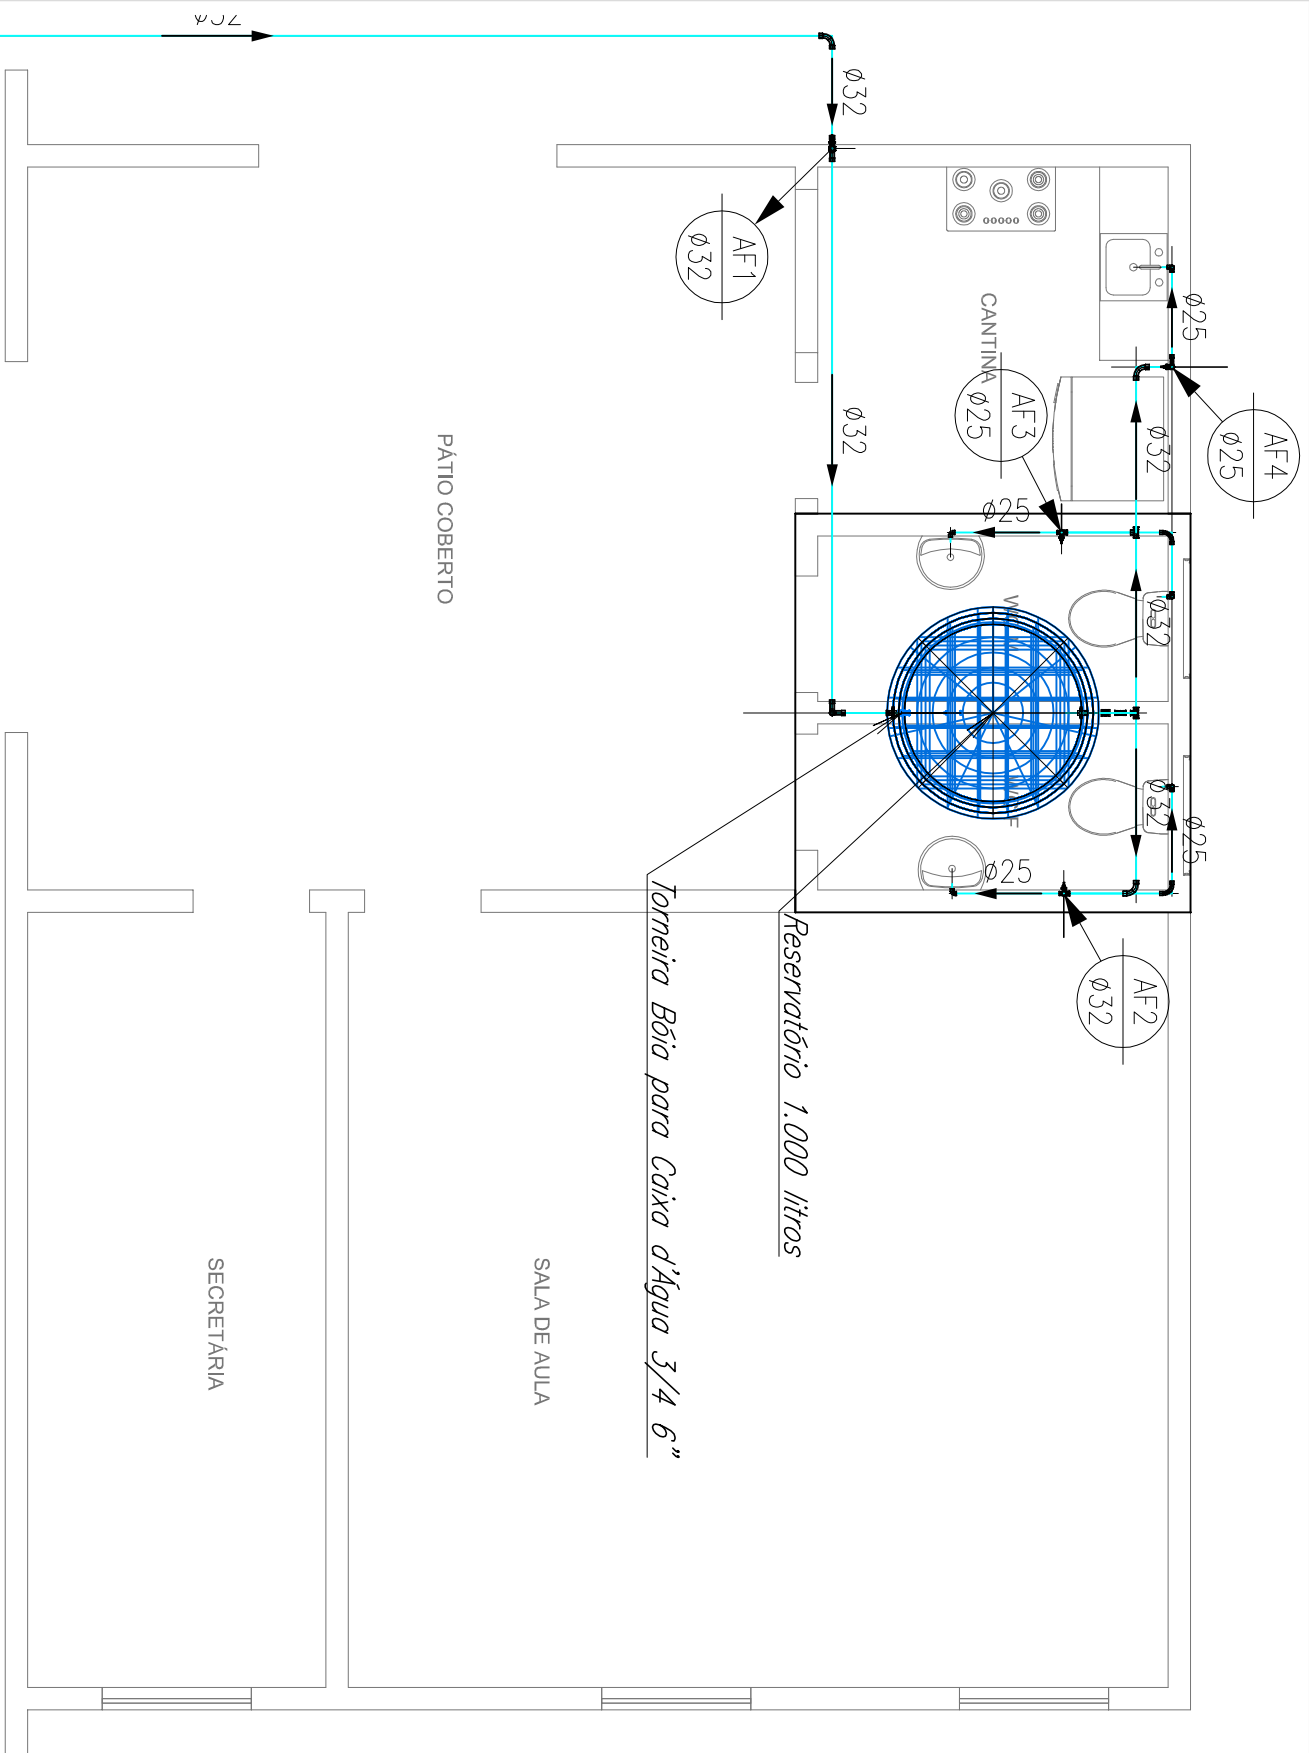 ø32
ø32
AF1
ø32
CANTINA
ø25
AF4
ø25
AF3
ø25
ø32
ø32
ø25
PÁTIO COBERTO
ø32
ø32
ø25
ø25
AF2
ø32
Reservatório 1.000 litros
Torneira Bóia para Caixa d'Água 3/4 6"
SALA DE AULA
SECRETÁRIA